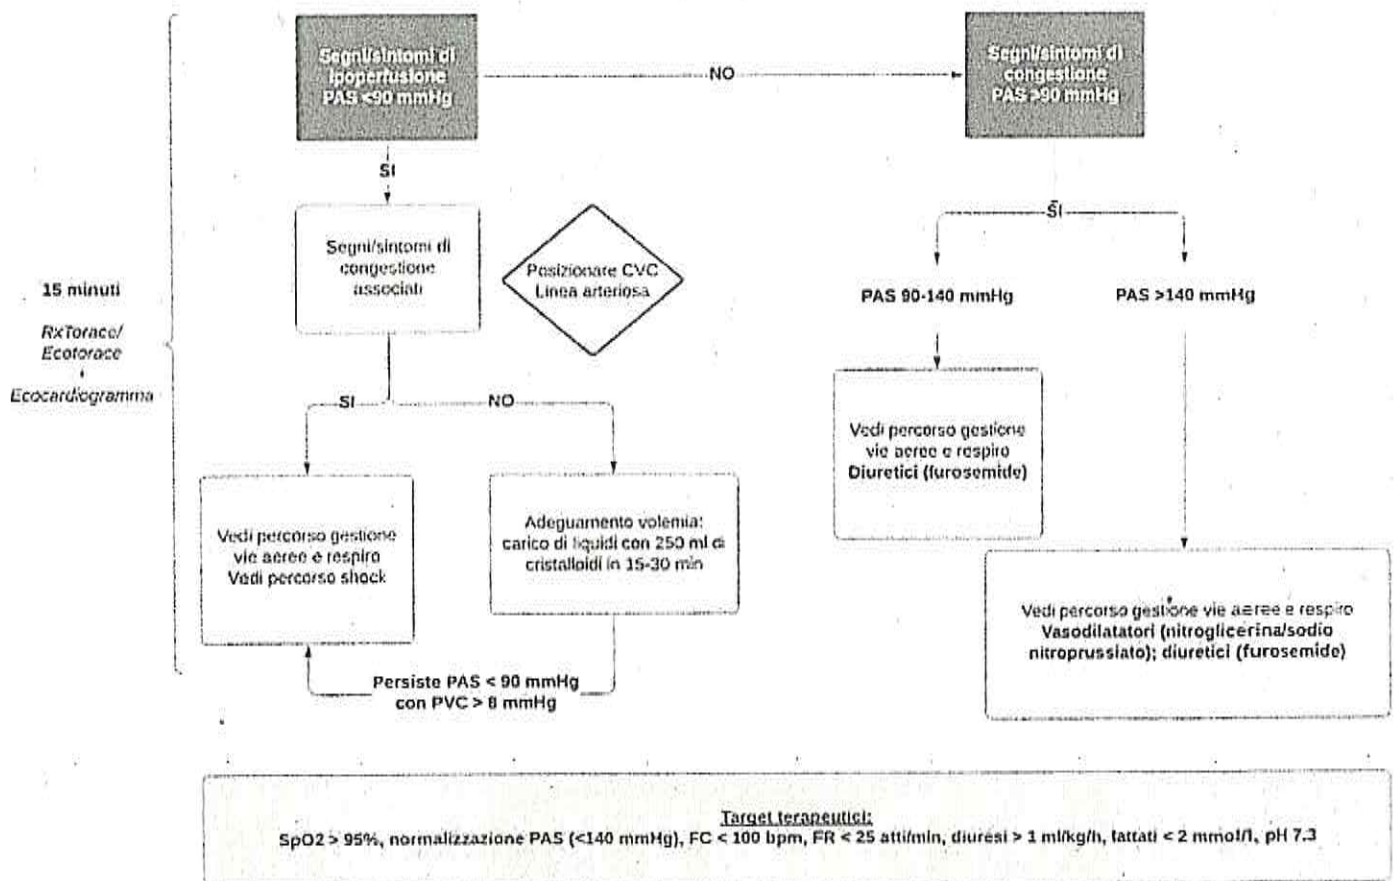 Segni/sintomi di
ipoperfusione
PAS <90 mmHg
NO
Segni/sintomi di
congestione
PAS >90 mmHg
SI
SI
Segni/sintomi di
congestione
associati
Posizionare CVC
Linea arteriosa
15 minuti
RxTorace/
Ecotorace
+
Ecocardiogramma
PAS 90-140 mmHg
PAS >140 mmHg
SI
NO
Vedi percorso gestione
vie aeree e respiro
Diuretici (furosemide)
Vedi percorso gestione
vie aeree e respiro
Vedi percorso shock
Adeguamento volemia:
carico di liquidi con 250 ml di
cristalloidi in 15-30 min
Vedi percorso gestione vie aeree e respiro
Vasodilatatori (nitroglicerina/sodio
nitroprussiato); diuretici (furosemide)
Persiste PAS < 90 mmHg
con PVC > 8 mmHg
Target terapeutici:
SpO2 > 95%, normalizzazione PAS (<140 mmHg), FC < 100 bpm, FR < 25 atti/min, diuresi > 1 ml/kg/h, lattati < 2 mmol/l, pH 7.3